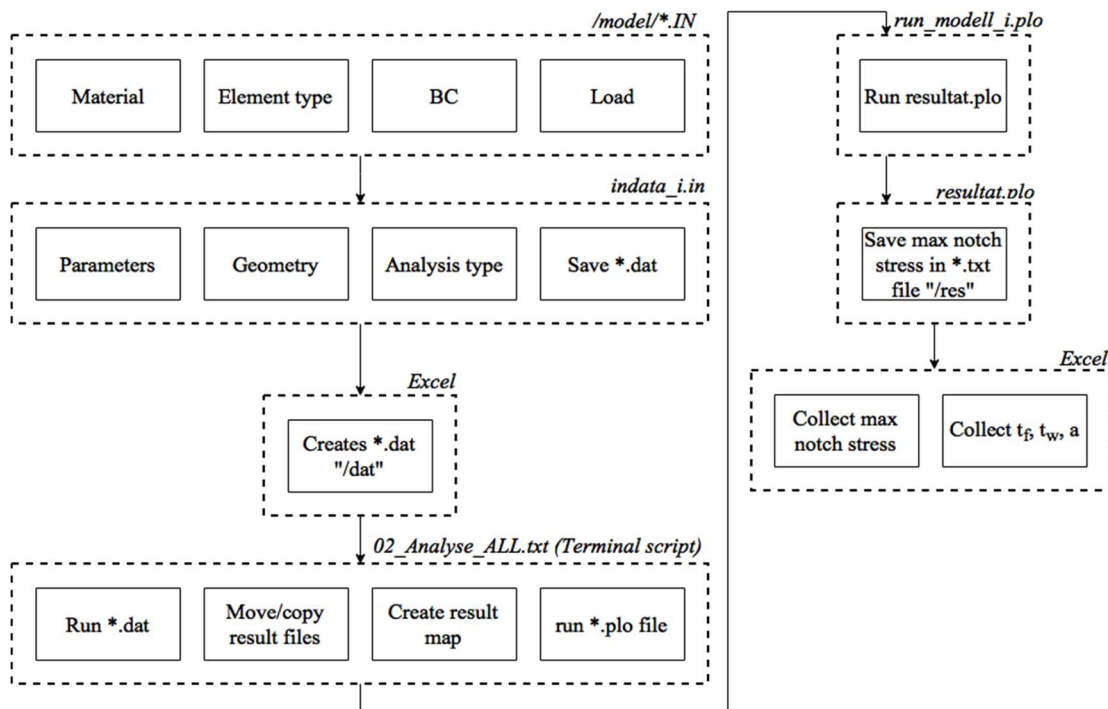 /model/*.IN
Material
Element type
BC
Load
indata_i.in
Parameters
Geometry
Analysis type
Save *.dat
Excel
Creates *.dat
"/dat"
02_Analyse_ALL.txt (Terminal script)
Run *.dat
Move/copy
result files
Create result
map
run *.plo file
run_modell_i.plo
Run resultat.plo
resultat.plo
Save max notch
stress in *.txt
file "/res"
Excel
Collect max
notch stress
Collect tf, tw, a